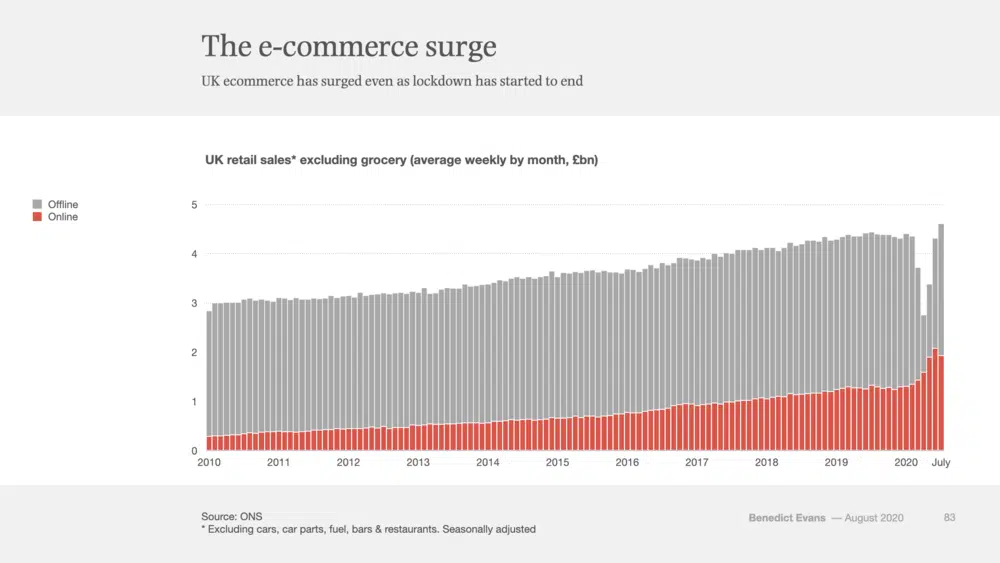 The e-commerce surge
UK ecommerce has surged even as lockdown has started to end
UK retail sales* excluding grocery (average weekly by month, £bn)
Offline
Online
5
4
3
2
1
0
2010 2011 2012 2013 2014 2015 2016 2017 2018 2019 2020 July
Source: ONS
* Excluding cars, car parts, fuel, bars & restaurants. Seasonally adjusted
Benedict Evans — August 2020 83